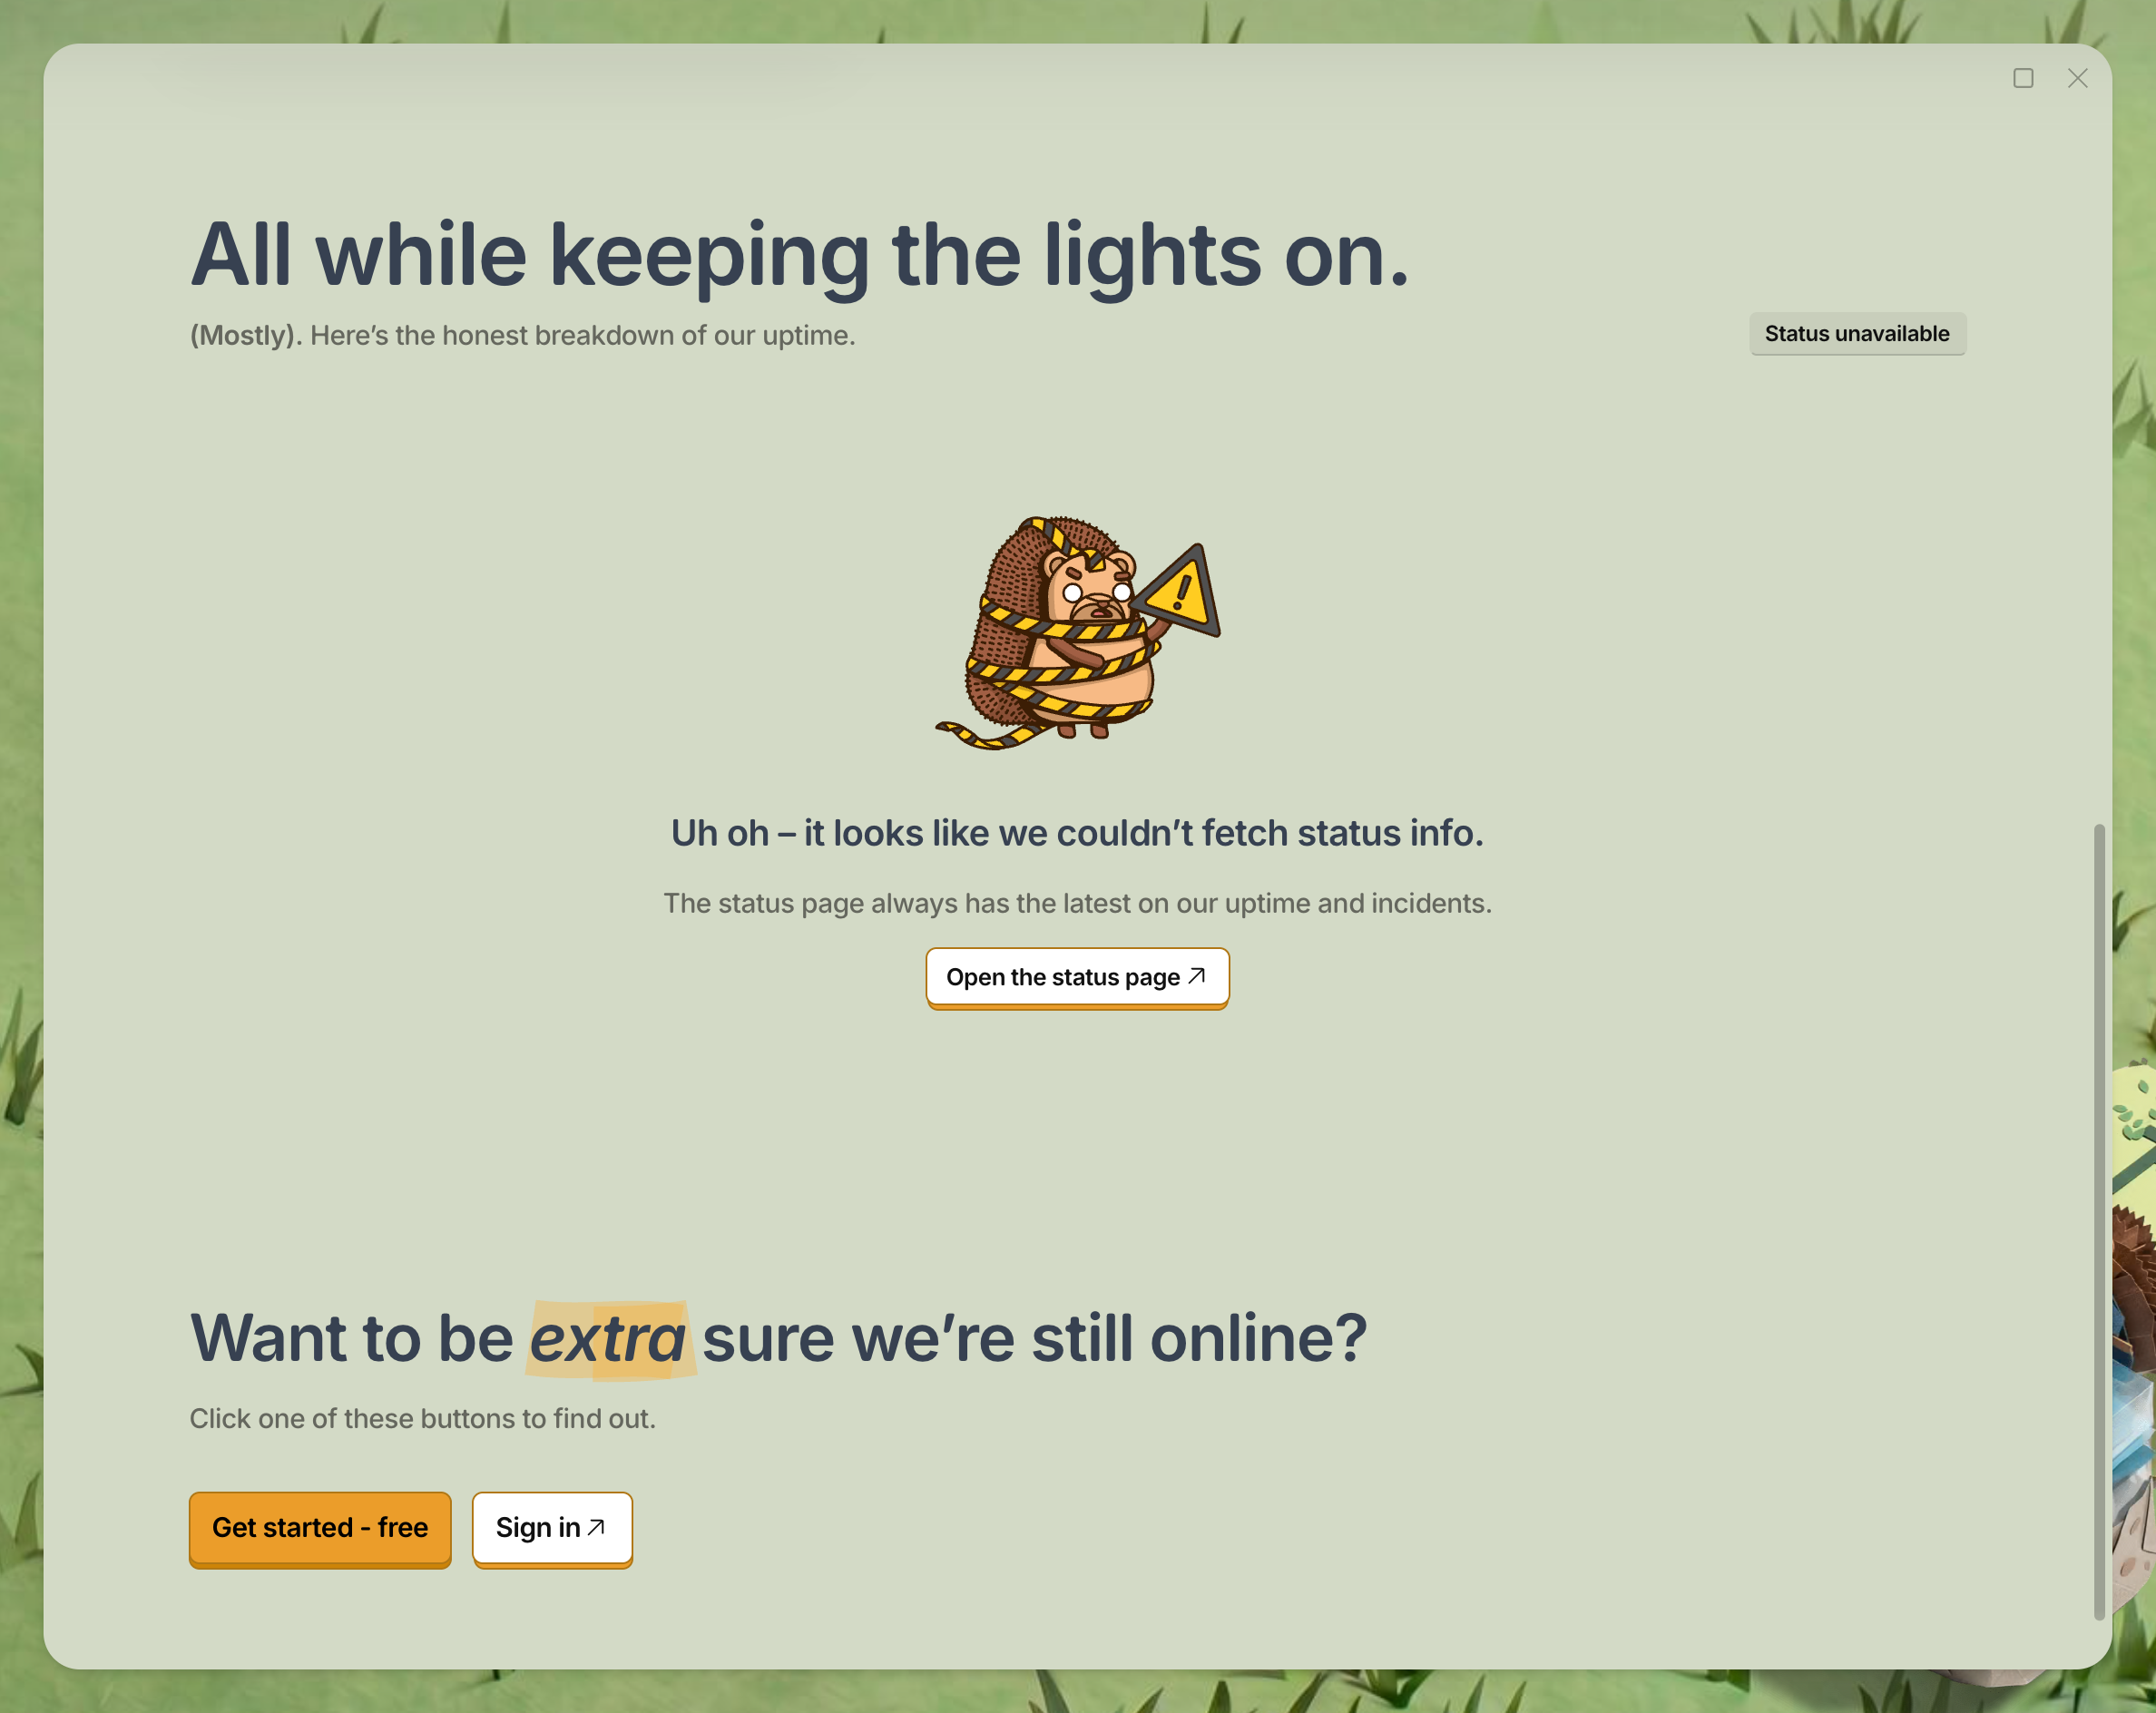 All while keeping the lights on.
(Mostly). Here’s the honest breakdown of our uptime.
Status unavailable
Uh oh – it looks like we couldn’t fetch status info.
The status page always has the latest on our uptime and incidents.
Open the status page
Want to be extra sure we’re still online?
Click one of these buttons to find out.
Get started - free
Sign in